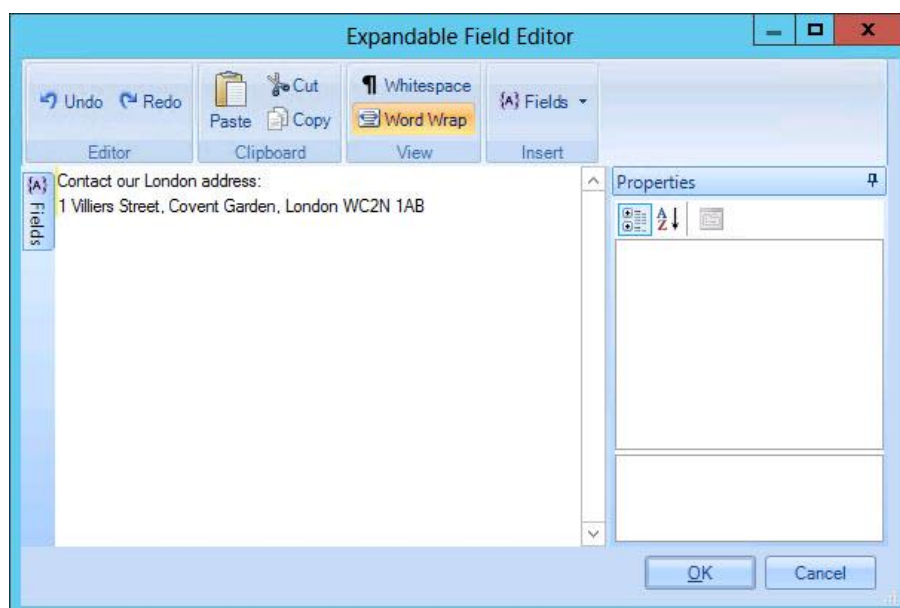 Expandable Field Editor
Undo Redo
Paste
Cut
Copy
Whitespace
Word Wrap
{A} Fields
Editor Clipboard View Insert
{A} Fields
Contact our London address:
1 Villiers Street, Covent Garden, London WC2N 1AB
Properties
OK Cancel